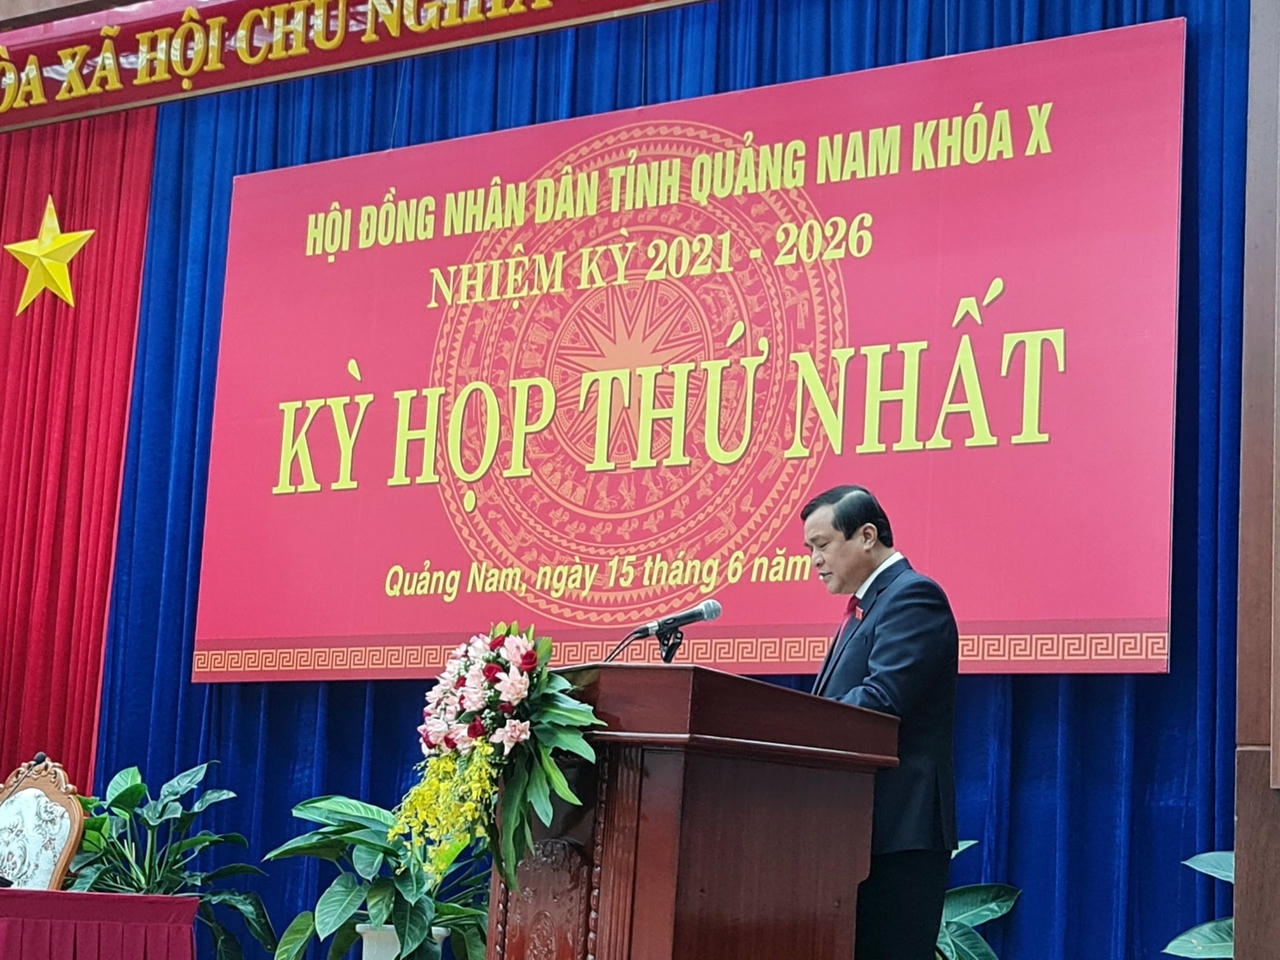 XÃ HỘI CHỦ NGHĨA
HỘI ĐỒNG NHÂN DÂN TỈNH QUẢNG NAM KHÓA X
NHIỆM KỲ 2021 - 2026
KỲ HỌP THỨ NHẤT
Quảng Nam, ngày 15 tháng 6 năm